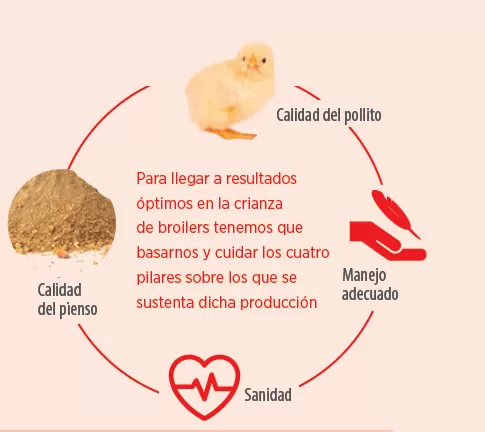 Calidad del pollito
Para llegar a resultados
óptimos en la crianza
de broilers tenemos que
basarnos y cuidar los cuatro
pilares sobre los que se
sustenta dicha producción
Manejo
adecuado
Calidad
del pienso
Sanidad